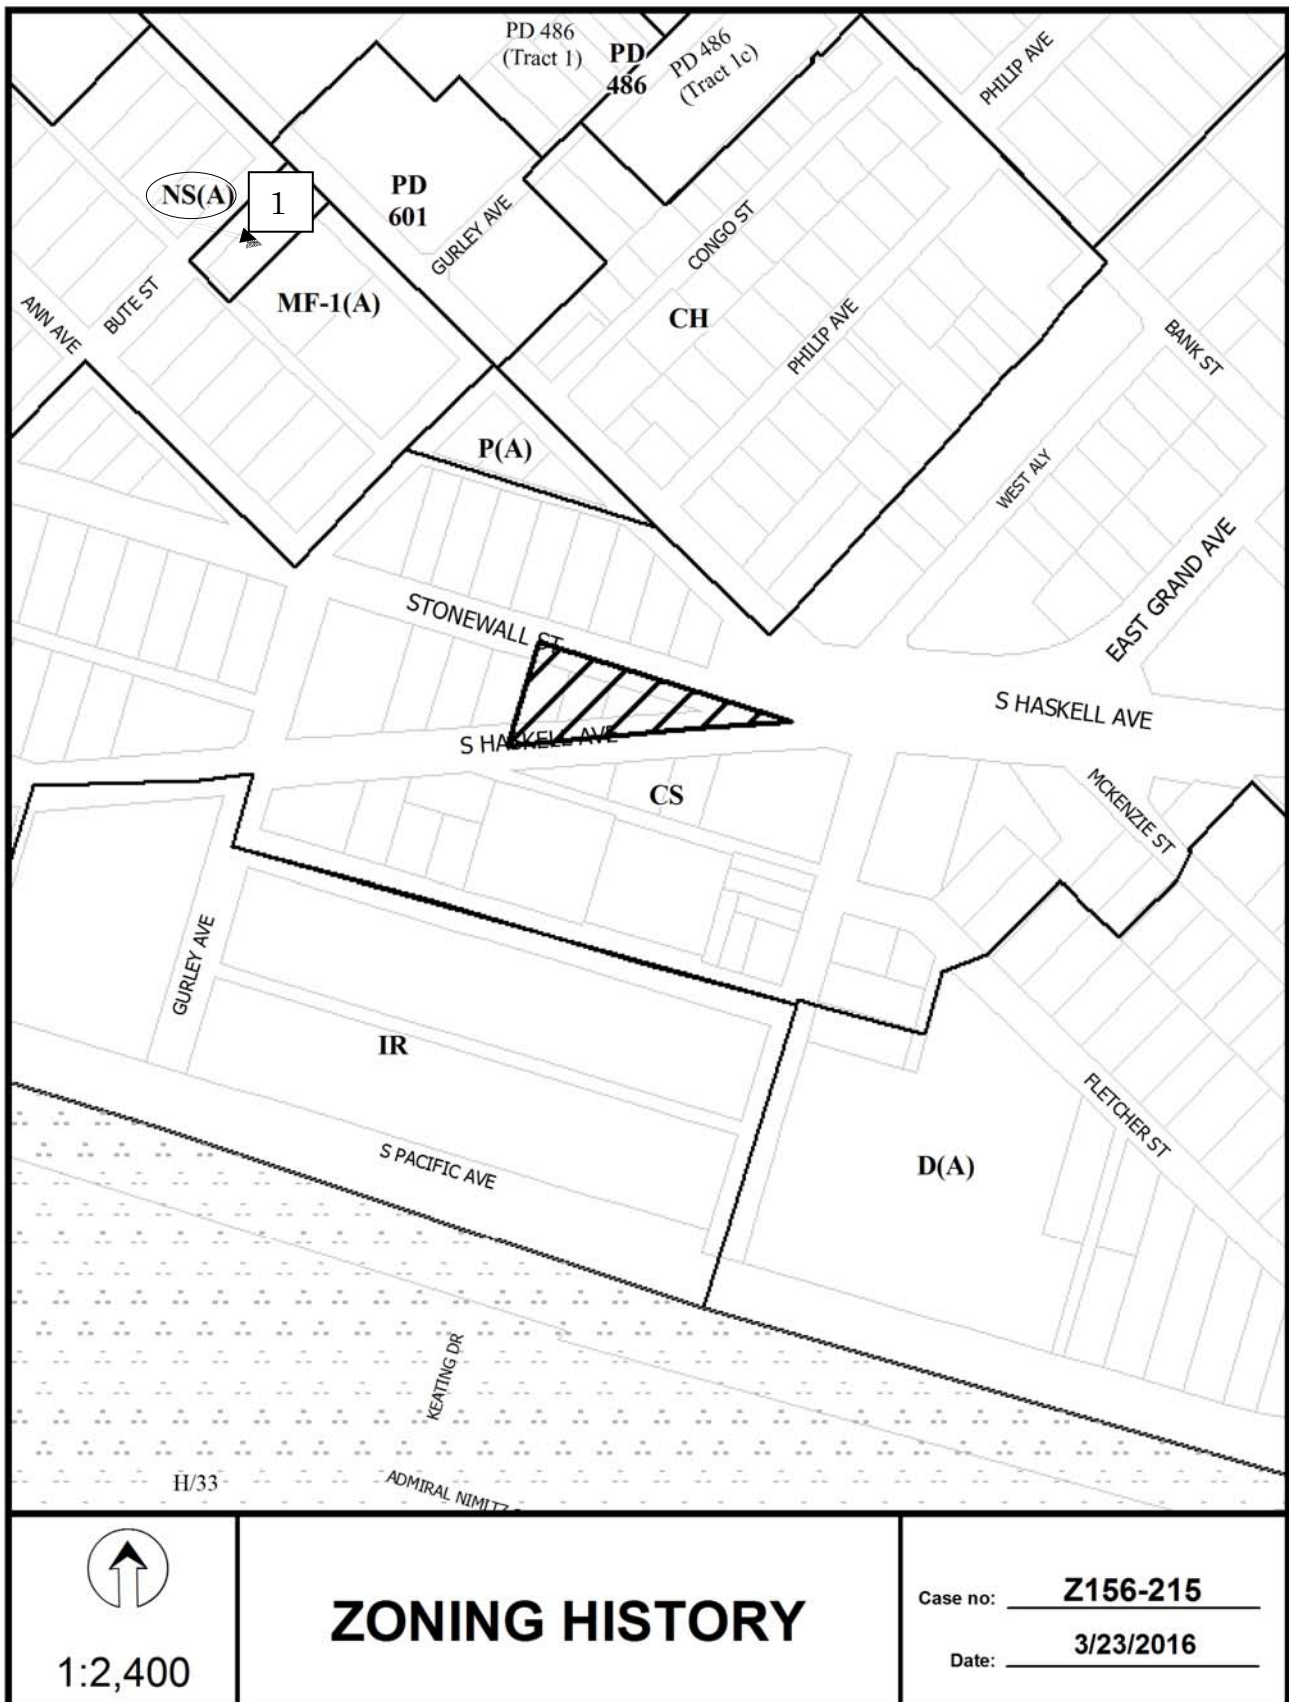 PD 486
(Tract 1)
PD
486
PD 486
(Tract 1c)
PHILIP AVE
NS(A)
1
PD
601
GURLEY AVE
CONGO ST
ANN AVE
BUTE ST
MF-1(A)
CH
PHILIP AVE
BANK ST
P(A)
WEST ALY
EAST GRAND AVE
STONEWALL ST
S HASKELL AVE
S HASKELL AVE
CS
MCKENZIE ST
GURLEY AVE
IR
FLETCHER ST
S PACIFIC AVE
D(A)
KEATING DR
H/33
ADMIRAL NIMITZ
1:2,400
ZONING HISTORY
Case no: Z156-215
Date: 3/23/2016